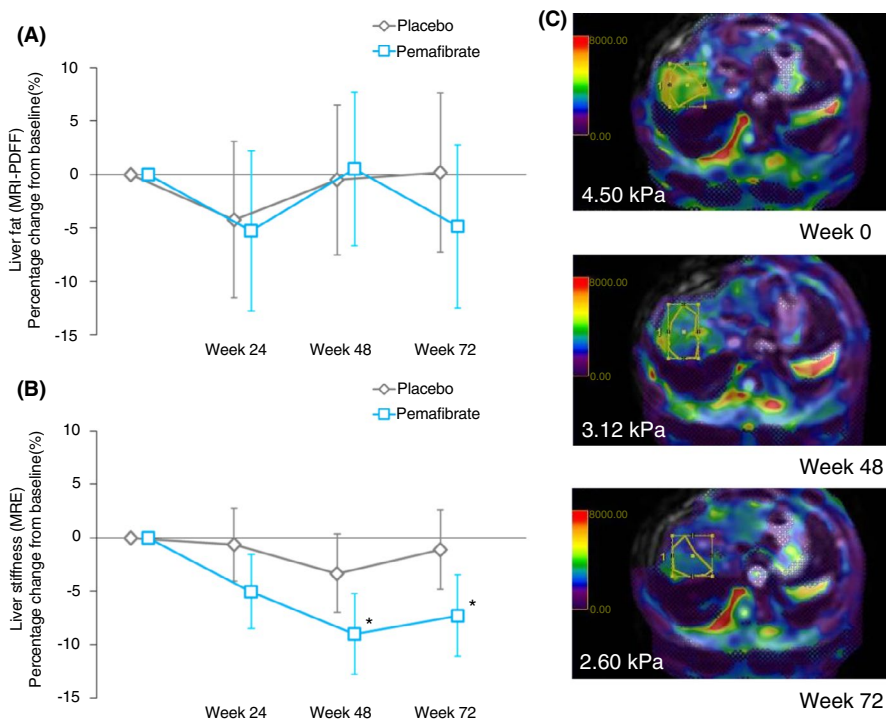 (A)
Placebo
Pemafibrate
Liver fat (MRI-PDFF)
Percentage change from baseline(%)
10
5
0
-5
-10
-15
Week 24
Week 48
Week 72
(B)
Placebo
Pemafibrate
Liver stiffness (MRE)
Percentage change from baseline(%)
10
5
0
-5
-10
-15
*
*
Week 24
Week 48
Week 72
(C)
8000.00
0.00
1
4.50 kPa
Week 0
8000.00
0.00
1
3.12 kPa
Week 48
8000.00
0.00
1
2.60 kPa
Week 72